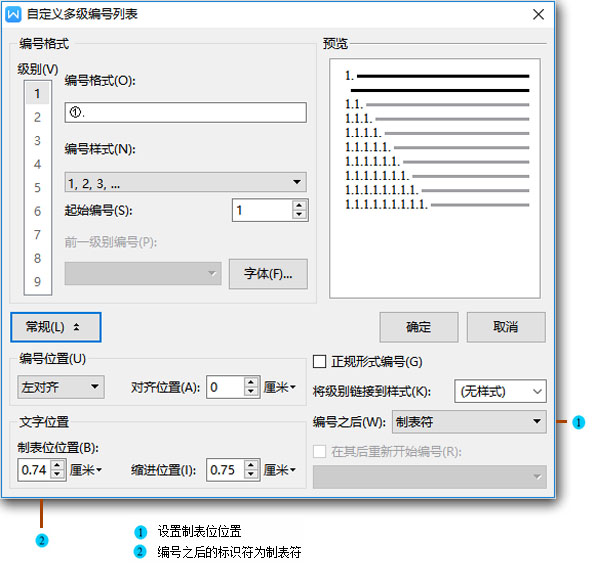 自定义多级编号列表
编号格式
级别(V)
1
2
3
4
5
6
7
8
9
编号格式(O):
①.
编号样式(N):
1, 2, 3, ...
起始编号(S):
1
前一级别编号(P):
字体(F)...
预览
1.
1.1.
1.1.1.
1.1.1.1.
1.1.1.1.1.
1.1.1.1.1.1.
1.1.1.1.1.1.1.
1.1.1.1.1.1.1.1.
1.1.1.1.1.1.1.1.1.
常规(L)
确定
取消
编号位置(U)
左对齐
对齐位置(A):
0
厘米
文字位置
制表位位置(B):
0.74
厘米
缩进位置(I):
0.75
厘米
正规形式编号(G)
将级别链接到样式(K):
(无样式)
编号之后(W):
制表符
1
在其后重新开始编号(R):
2
1 设置制表位位置
2 编号之后的标识符为制表符